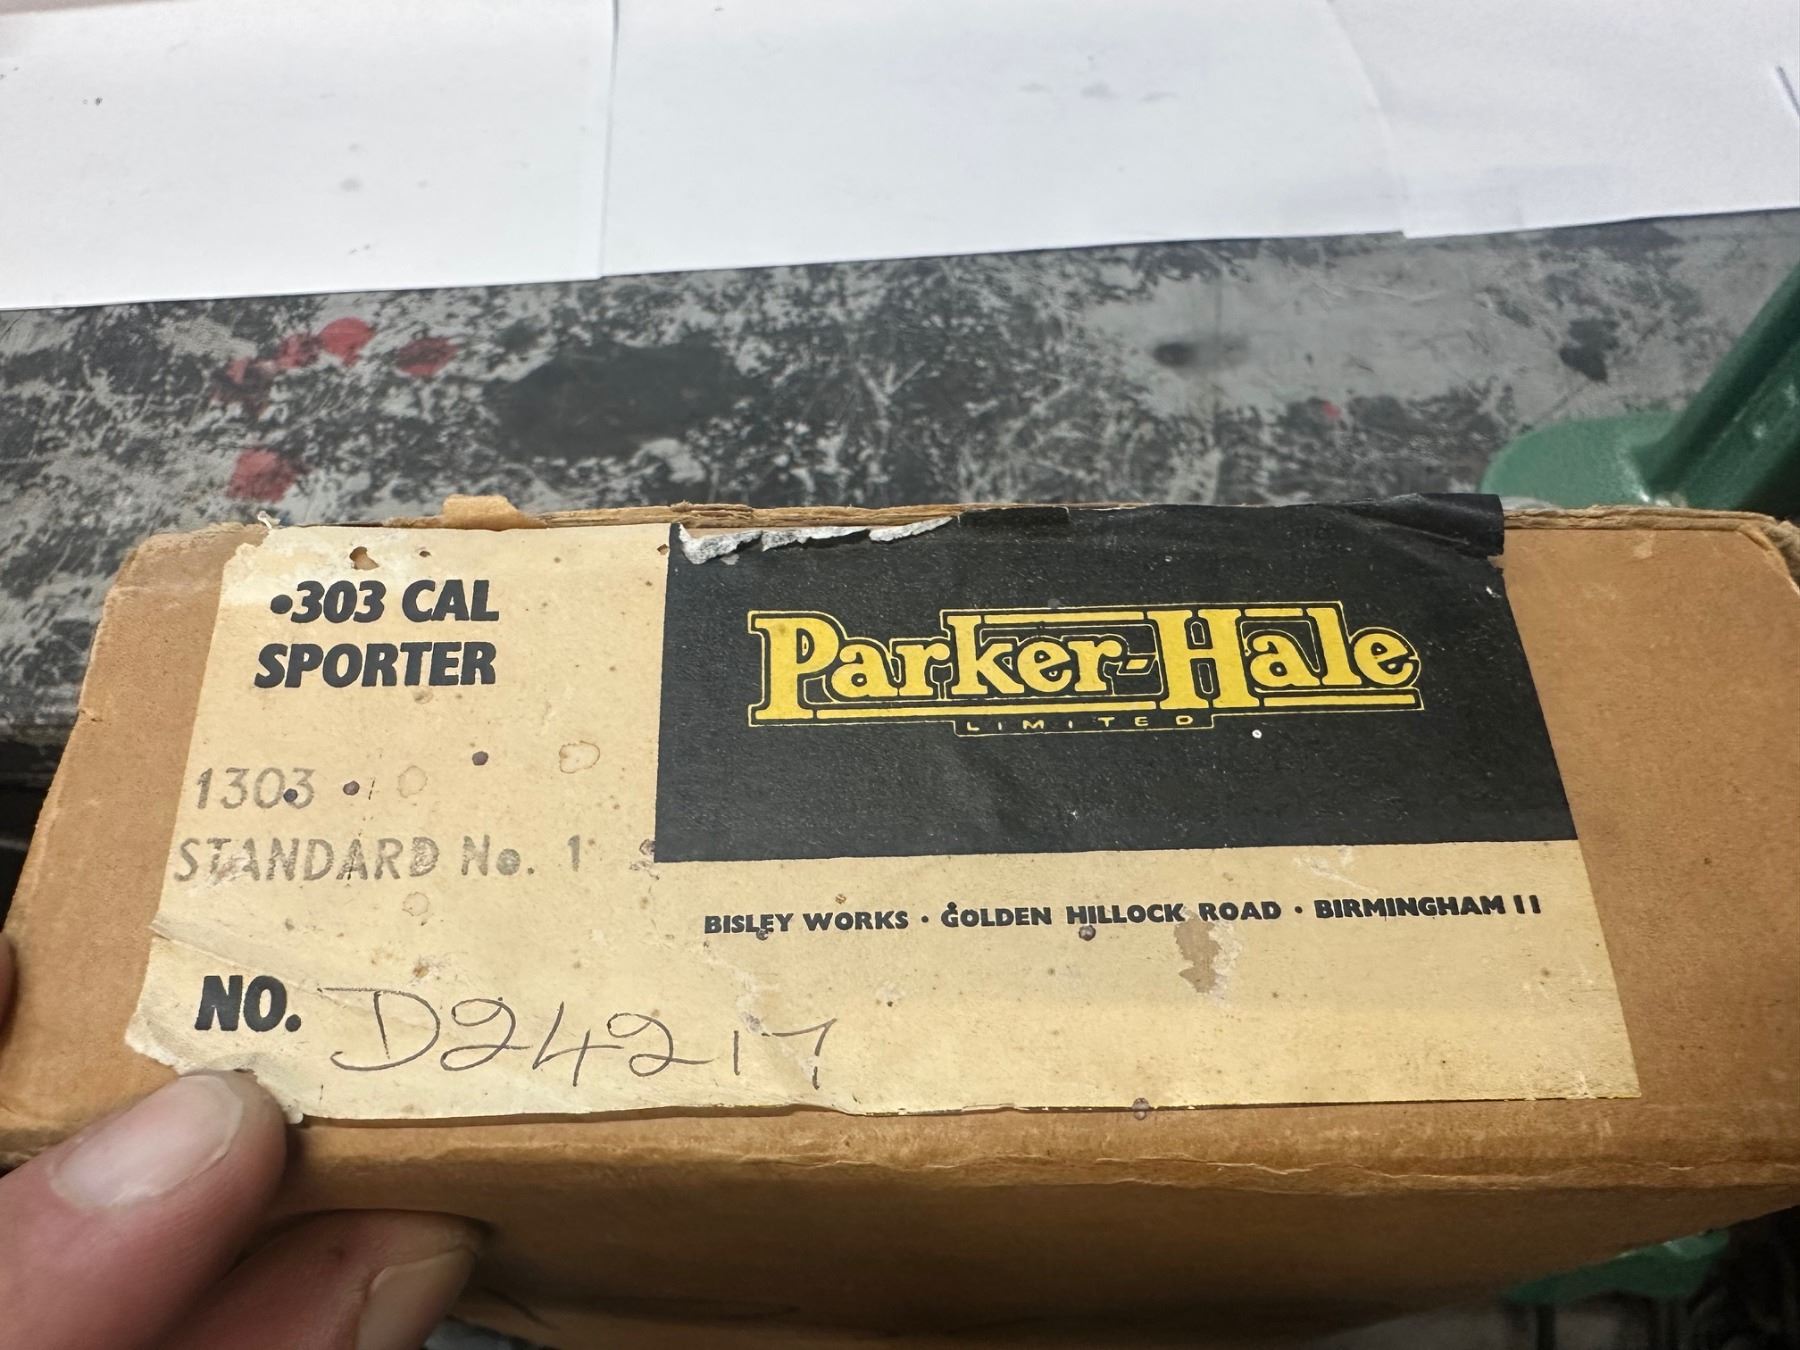 •303 CAL
SPORTER
1303
STANDARD No. 1
NO. D24217
Parker-Hale
LIMITED
BISLEY WORKS • GOLDEN HILLOCK ROAD • BIRMINGHAM 11